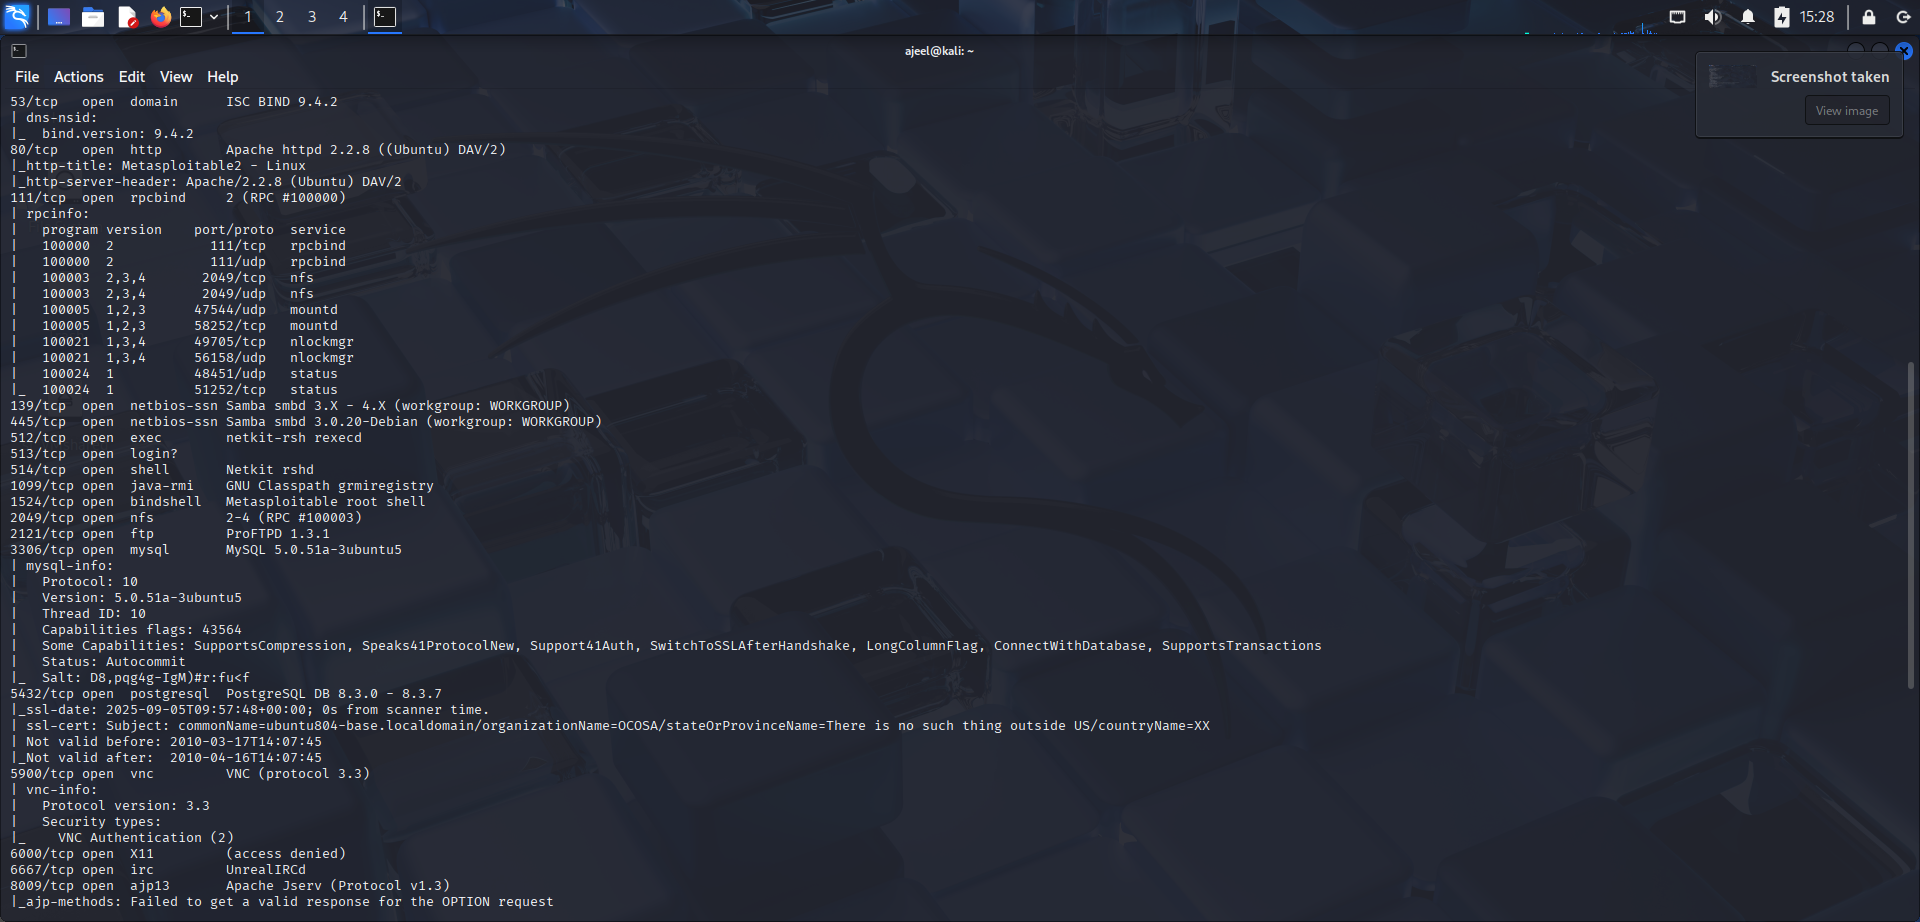 1 2 3 4
15:28
ajeel@kali: ~
File Actions Edit View Help
Screenshot taken
View image
53/tcp   open  domain      ISC BIND 9.4.2
| dns-nsid:
|_  bind.version: 9.4.2
80/tcp   open  http        Apache httpd 2.2.8 ((Ubuntu) DAV/2)
|_http-title: Metasploitable2 - Linux
|_http-server-header: Apache/2.2.8 (Ubuntu) DAV/2
111/tcp  open  rpcbind     2 (RPC #100000)
| rpcinfo:
|   program version    port/proto  service
|   100000  2            111/tcp   rpcbind
|   100000  2            111/udp   rpcbind
|   100003  2,3,4       2049/tcp   nfs
|   100003  2,3,4       2049/udp   nfs
|   100005  1,2,3      47544/udp   mountd
|   100005  1,2,3      58252/tcp   mountd
|   100021  1,3,4      49705/tcp   nlockmgr
|   100021  1,3,4      56158/udp   nlockmgr
|   100024  1          48451/udp   status
|_  100024  1          51252/tcp   status
139/tcp  open  netbios-ssn Samba smbd 3.X - 4.X (workgroup: WORKGROUP)
445/tcp  open  netbios-ssn Samba smbd 3.0.20-Debian (workgroup: WORKGROUP)
512/tcp  open  exec        netkit-rsh rexecd
513/tcp  open  login?
514/tcp  open  shell       Netkit rshd
1099/tcp open  java-rmi    GNU Classpath grmiregistry
1524/tcp open  bindshell   Metasploitable root shell
2049/tcp open  nfs         2-4 (RPC #100003)
2121/tcp open  ftp         ProFTPD 1.3.1
3306/tcp open  mysql       MySQL 5.0.51a-3ubuntu5
| mysql-info:
|   Protocol: 10
|   Version: 5.0.51a-3ubuntu5
|   Thread ID: 10
|   Capabilities flags: 43564
|   Some Capabilities: SupportsCompression, Speaks41ProtocolNew, Support41Auth, SwitchToSSLAfterHandshake, LongColumnFlag, ConnectWithDatabase, SupportsTransactions
|   Status: Autocommit
|_  Salt: D8,pqg4g-IgM)#r:fu<f
5432/tcp open  postgresql  PostgreSQL DB 8.3.0 - 8.3.7
|_ssl-date: 2025-09-05T09:57:48+00:00; 0s from scanner time.
| ssl-cert: Subject: commonName=ubuntu804-base.localdomain/organizationName=OCOSA/stateOrProvinceName=There is no such thing outside US/countryName=XX
| Not valid before: 2010-03-17T14:07:45
|_Not valid after:  2010-04-16T14:07:45
5900/tcp open  vnc         VNC (protocol 3.3)
| vnc-info:
|   Protocol version: 3.3
|   Security types:
|_    VNC Authentication (2)
6000/tcp open  X11         (access denied)
6667/tcp open  irc         UnrealIRCd
8009/tcp open  ajp13       Apache Jserv (Protocol v1.3)
|_ajp-methods: Failed to get a valid response for the OPTION request